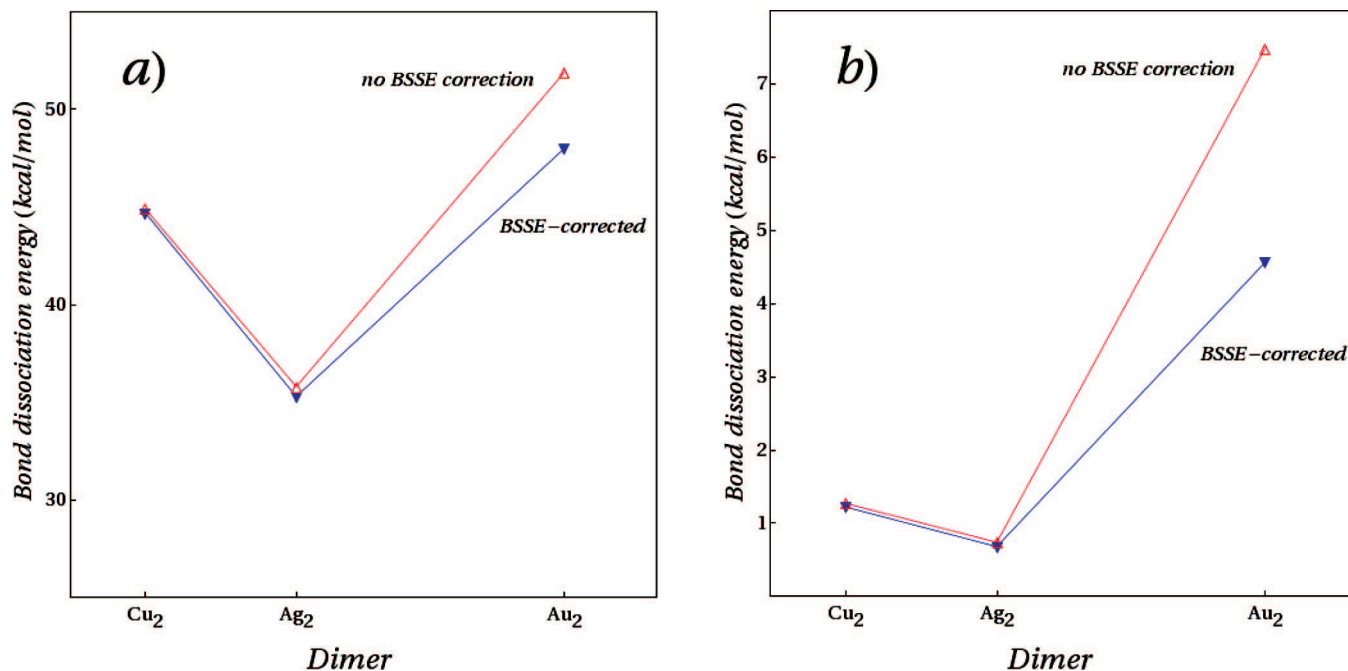 a)
no BSSE correction
BSSE-corrected
50
40
30
Bond dissociation energy (kcal/mol)
Cu2
Ag2
Au2
Dimer
b)
no BSSE correction
BSSE-corrected
7
6
5
4
3
2
1
Bond dissociation energy (kcal/mol)
Cu2
Ag2
Au2
Dimer